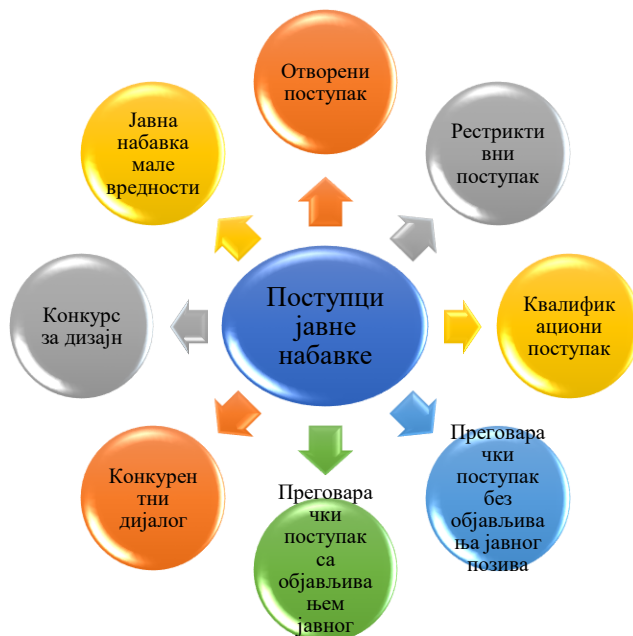 Отворени
поступак
Рестрикти
вни
поступак
Квалифик
ациони
поступак
Преговара
чки
поступак
без
објављива
ња јавног
позива
Преговара
чки
поступак
са
објављива
њем
јавног
Конкурен
тни
дијалог
Конкурс
за дизајн
Јавна
набавка
мале
вредности
Поступци
јавне
набавке